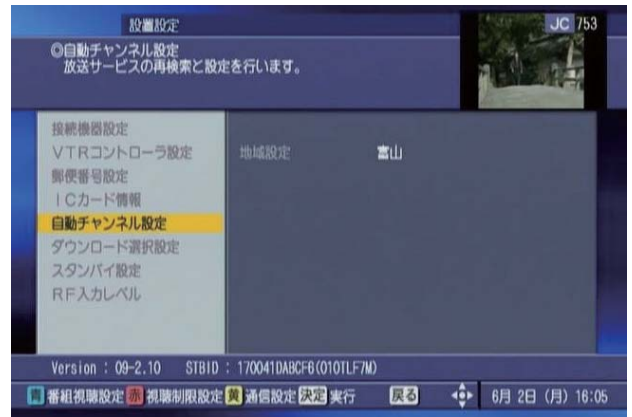 設置設定
JC 753
◎自動チャンネル設定
放送サービスの再検索と設定を行います。
接続機器設定
VTRコントローラ設定
郵便番号設定
ICカード情報
自動チャンネル設定
ダウンロード選択設定
スタンバイ設定
RF入力レベル
地域設定 富山
Version : 09-2.10 STBID : 170041DABCF6(010TLF7M)
青 番組視聴設定 赤 視聴制限設定 黄 通信設定 決定 実行 戻る 6月 2日 (月) 16:05